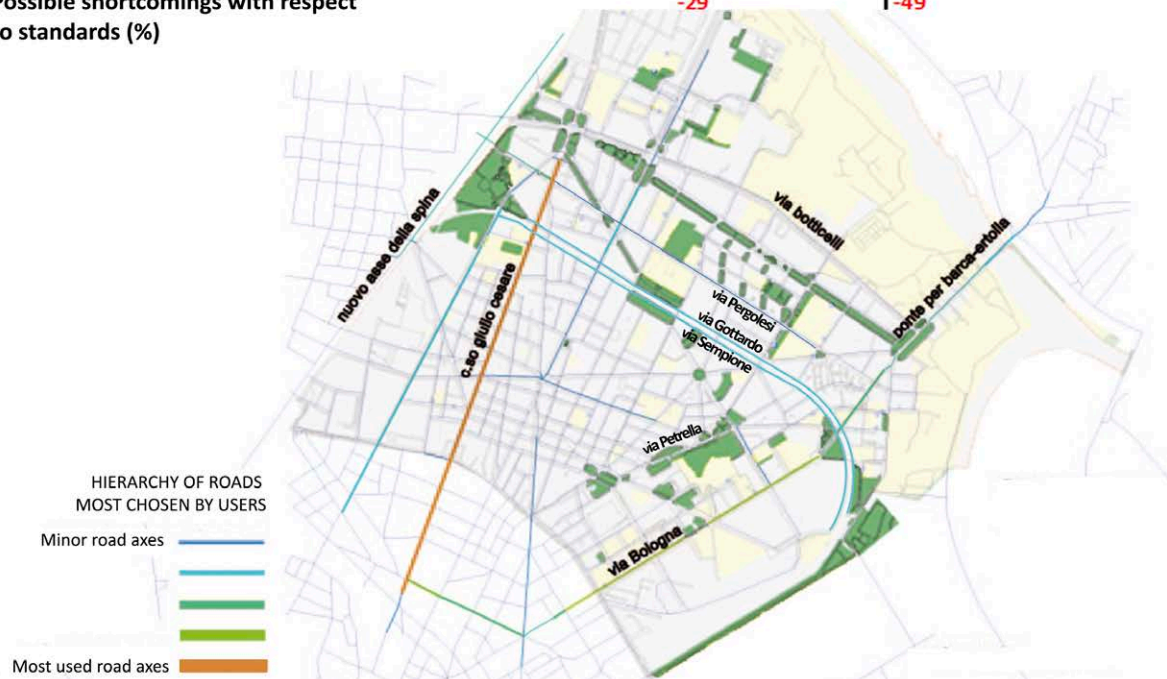 Possible shortcomings with respect
to standards (%)
-29
-49
nuovo asse della spina
c.so giulio cesare
via botticelli
ponte per barca-ertolla
via Pergolesi
via Gottardo
via Sempione
via Petrella
via Bologna
HIERARCHY OF ROADS
MOST CHOSEN BY USERS
Minor road axes
Most used road axes